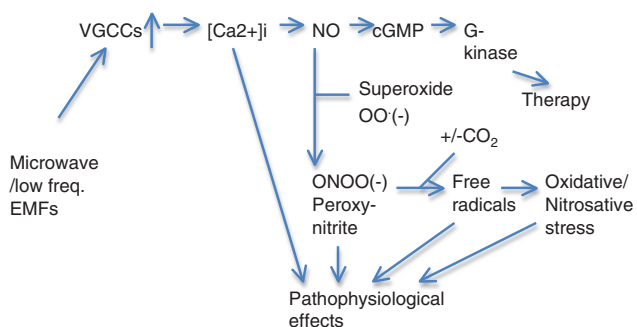 VGCCs
[Ca2+]i
NO
cGMP
G-
kinase
Therapy
Superoxide
OO·(-)
+/-CO₂
Microwave
/low freq.
EMFs
ONOO(-)
Peroxy-
nitrite
Free
radicals
Oxidative/
Nitrosative
stress
Pathophysiological
effects